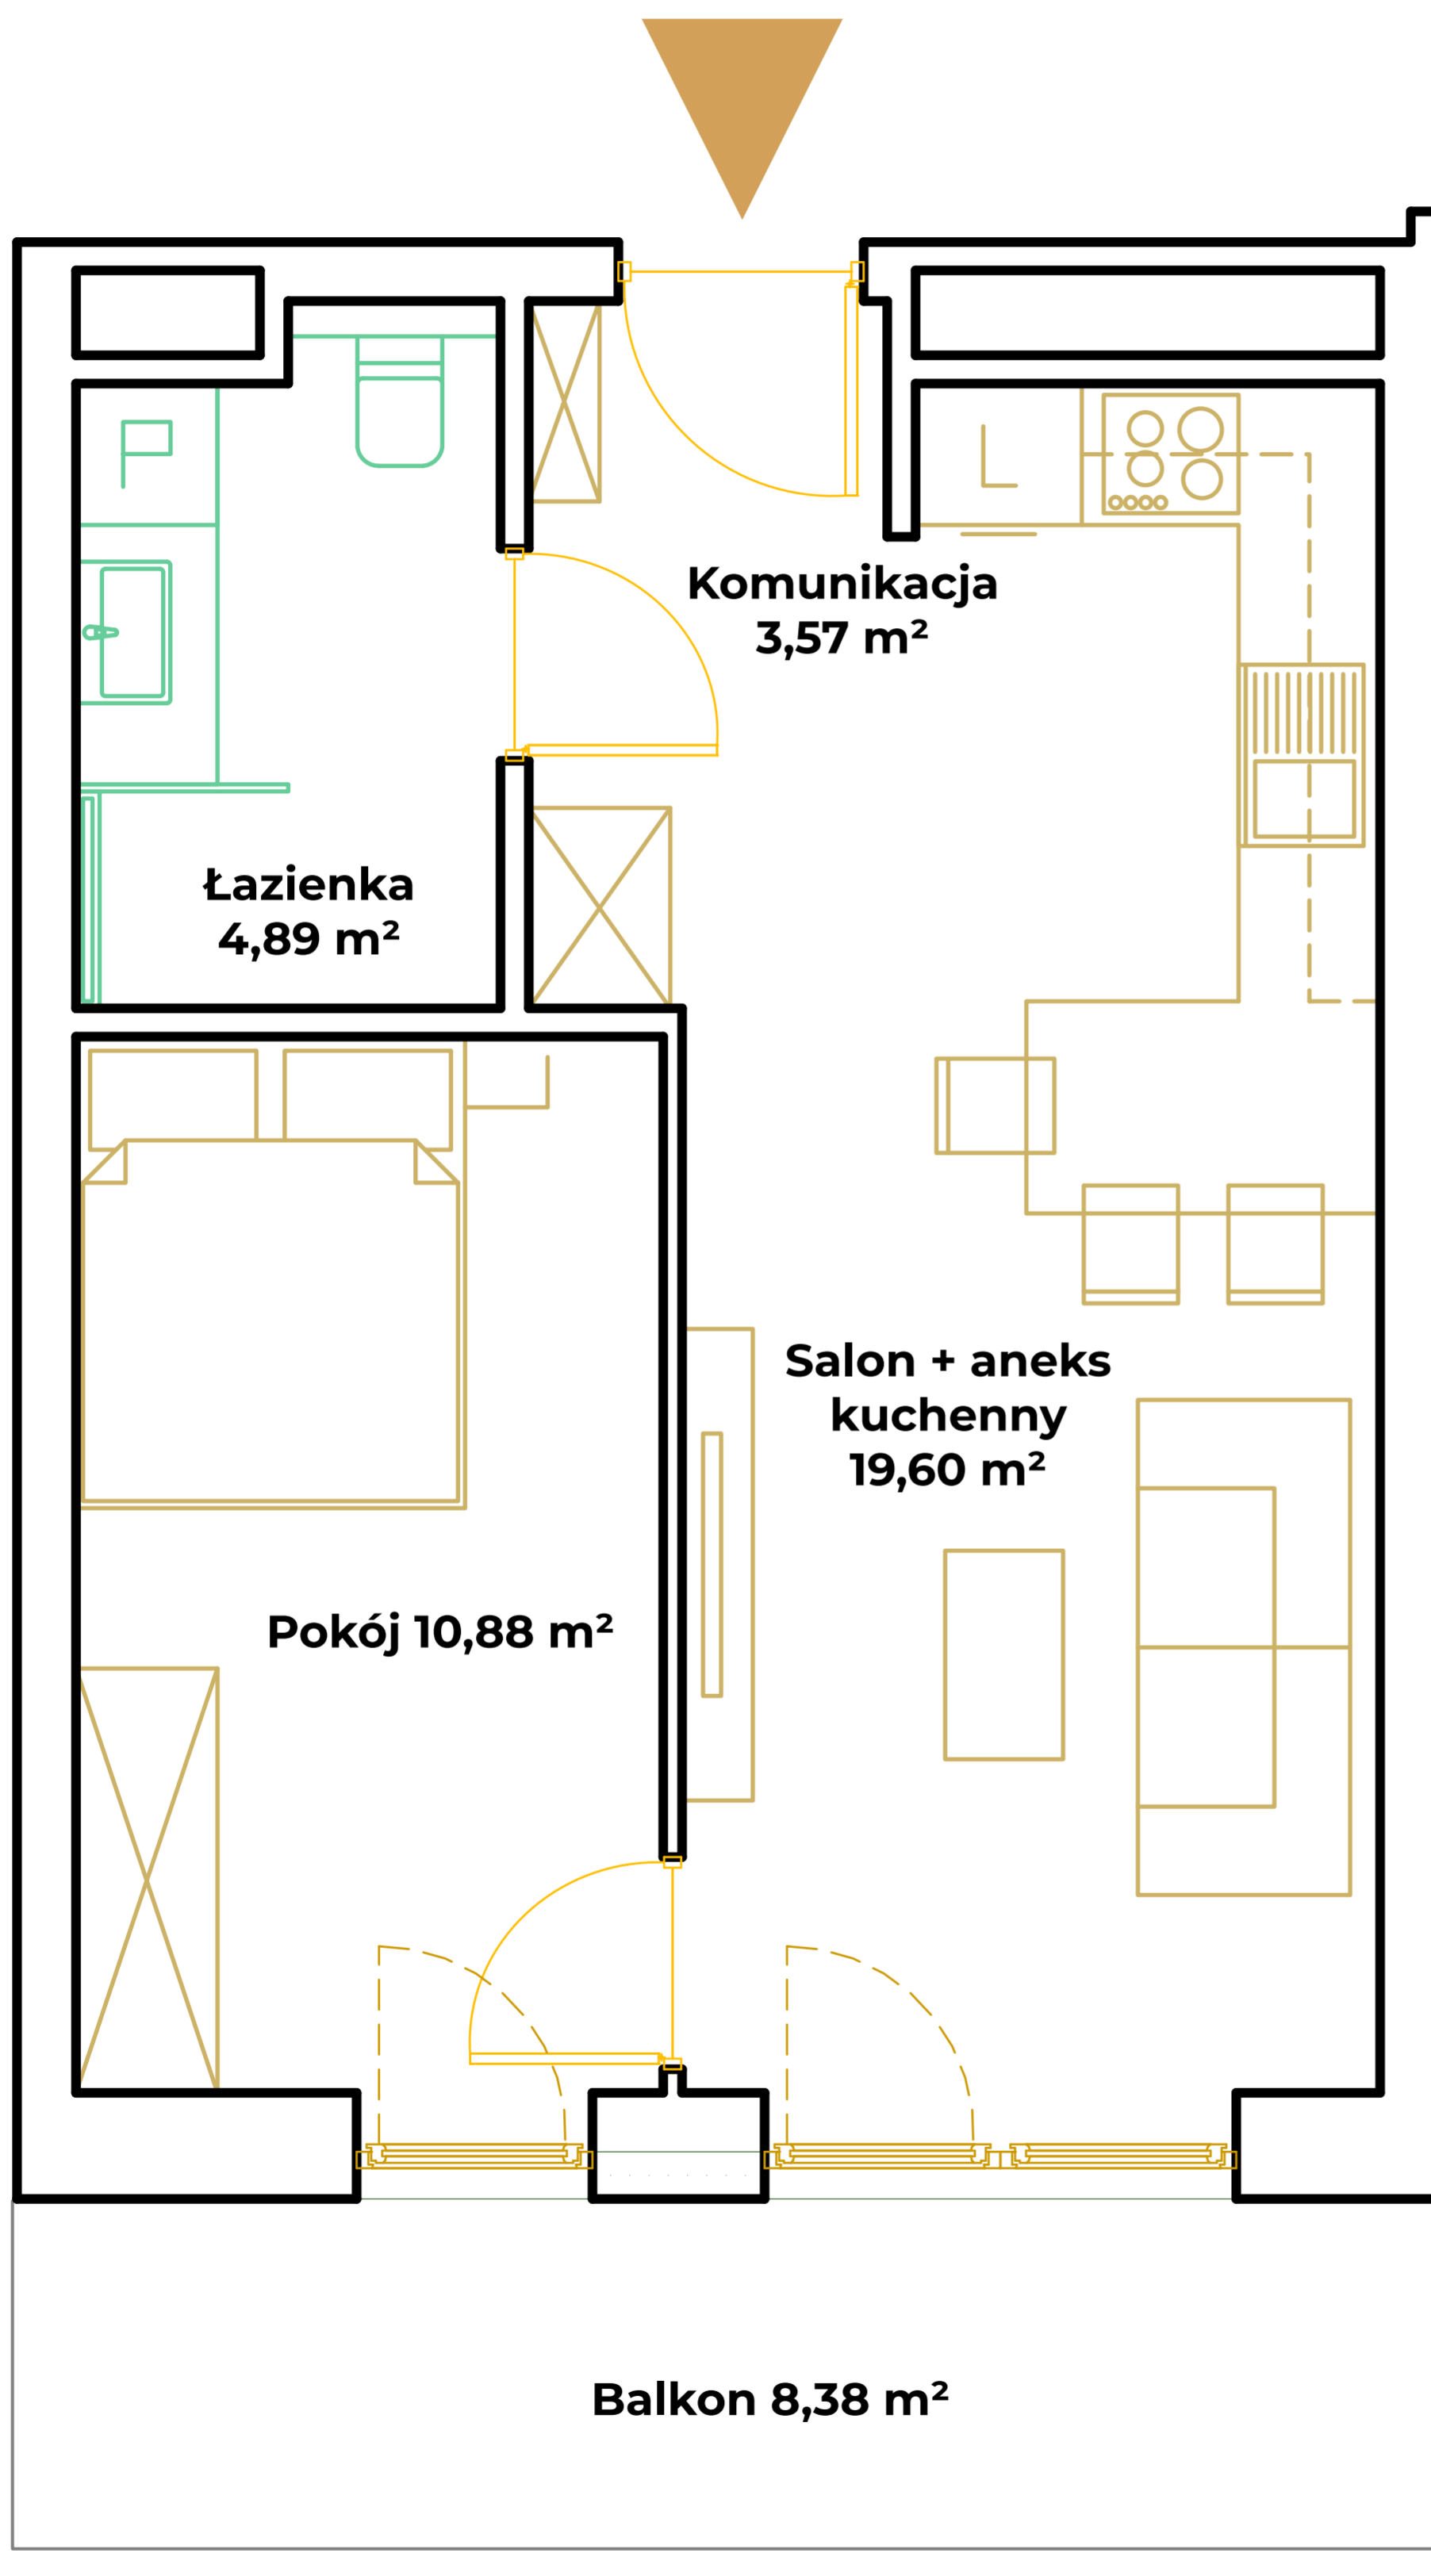 Komunikacja
3,57 m²
Łazienka
4,89 m²
Salon + aneks
kuchenny
19,60 m²
Pokój 10,88 m²
Balkon 8,38 m²